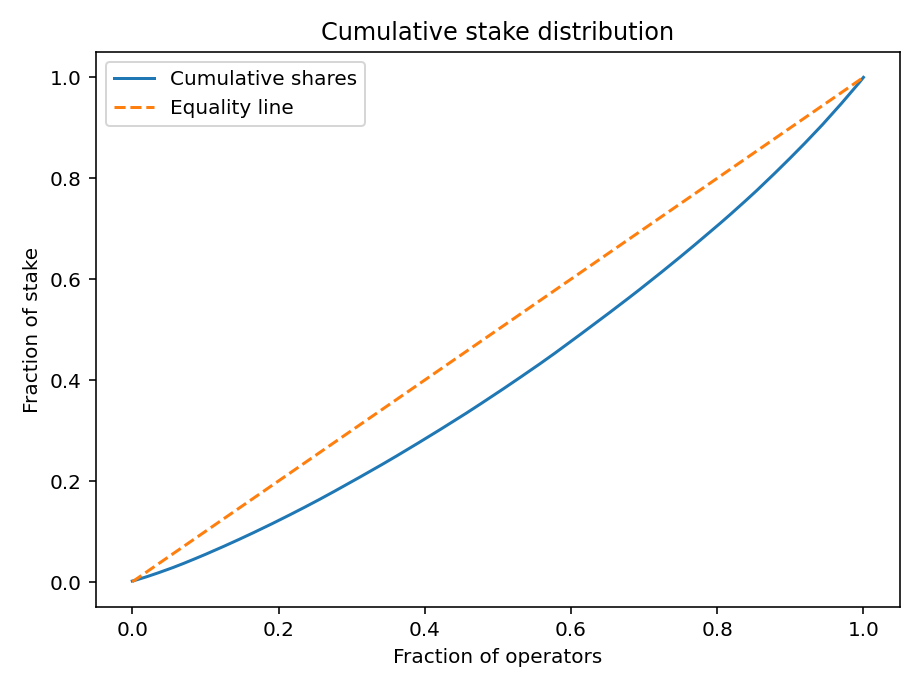 Cumulative stake distribution
Cumulative shares
Equality line
1.0
0.8
0.6
0.4
0.2
0.0
Fraction of stake
0.0 0.2 0.4 0.6 0.8 1.0
Fraction of operators